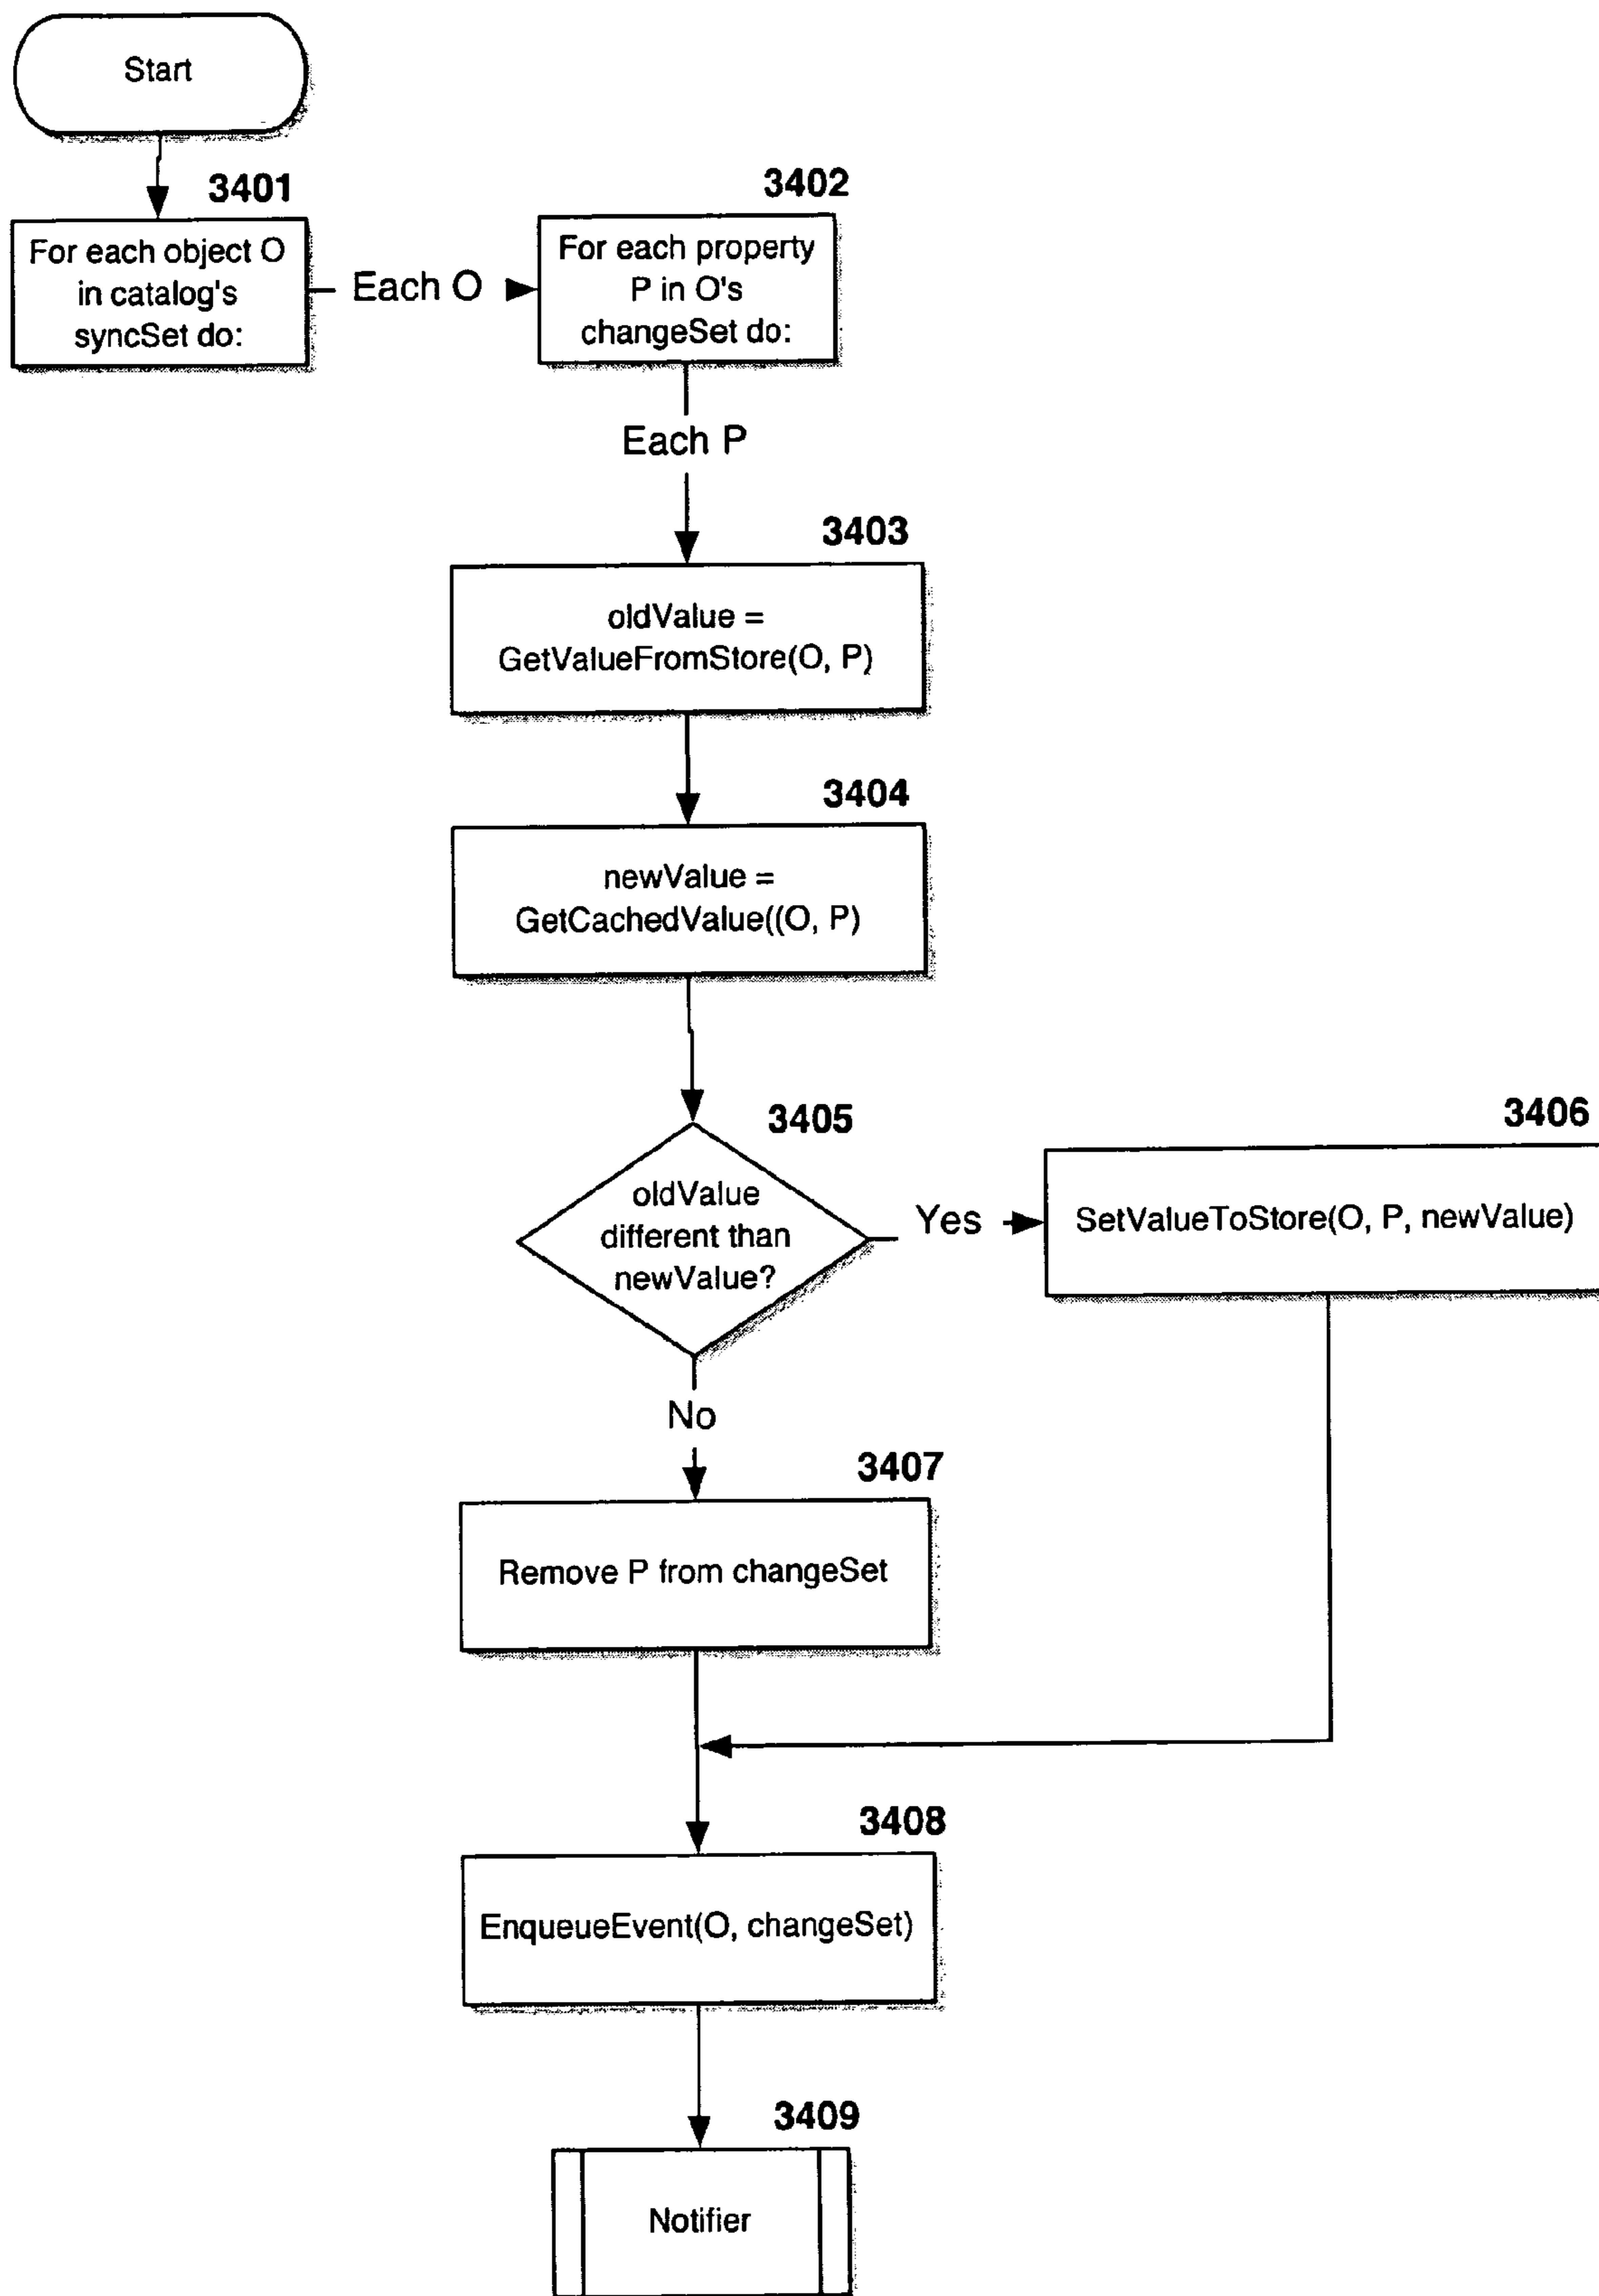 Start
3401
For each object O
in catalog's
syncSet do:
Each O
3402
For each property
P in O's
changeSet do:
Each P
3403
oldValue =
GetValueFromStore(O, P)
3404
newValue =
GetCachedValue((O, P)
3405
oldValue
different than
newValue?
Yes
3406
SetValueToStore(O, P, newValue)
No
3407
Remove P from changeSet
3408
EnqueueEvent(O, changeSet)
3409
Notifier